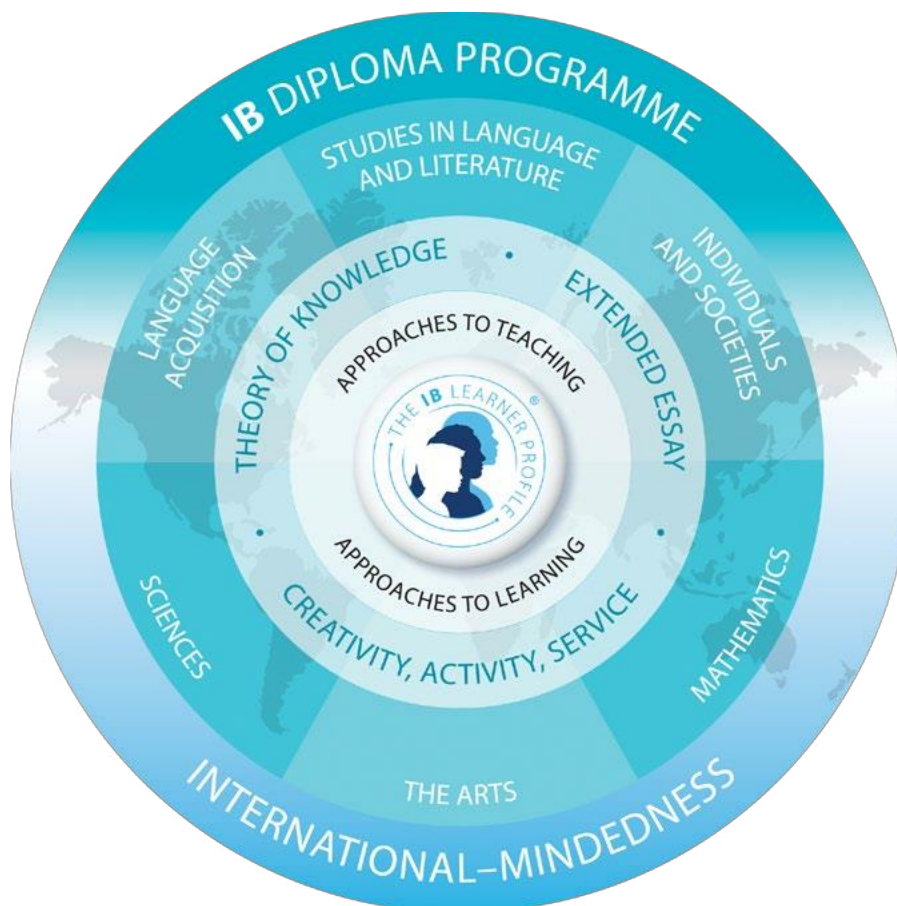 IB DIPLOMA PROGRAMME
STUDIES IN LANGUAGE
AND LITERATURE
LANGUAGE
ACQUISITION
INDIVIDUALS
AND SOCIETIES
THEORY OF KNOWLEDGE
•
EXTENDED ESSAY
•
APPROACHES TO TEACHING
THE IB LEARNER PROFILE
®
APPROACHES TO LEARNING
•
CREATIVITY, ACTIVITY, SERVICE
SCIENCES
MATHEMATICS
THE ARTS
INTERNATIONAL–MINDEDNESS